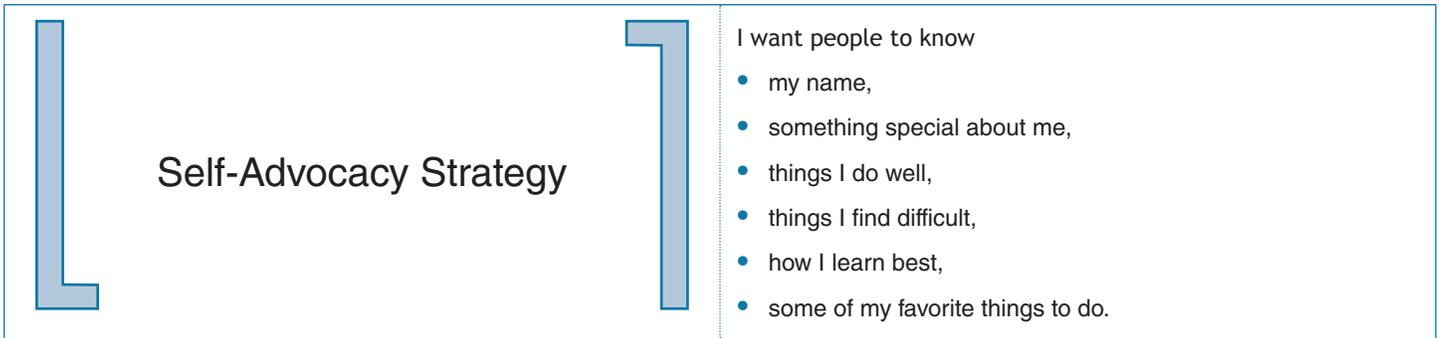 Self-Advocacy Strategy
I want people to know
• my name,
• something special about me,
• things I do well,
• things I find difficult,
• how I learn best,
• some of my favorite things to do.